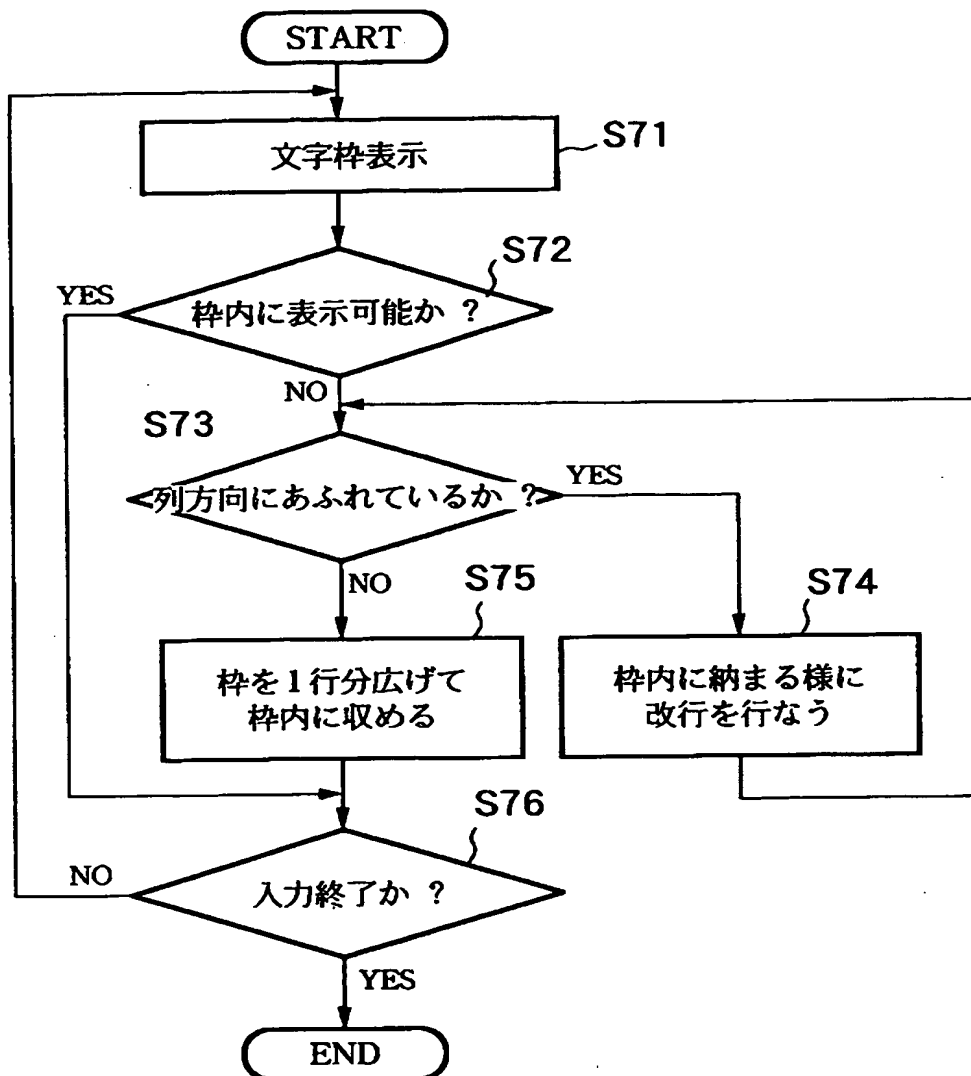 START
文字枠表示
S71
S72
YES
枠内に表示可能か ?
NO
S73
列方向にあふれているか ?
YES
NO
S75
S74
枠を1行分広げて
枠内に収める
枠内に納まる様に
改行を行なう
S76
NO
入力終了か ?
YES
END